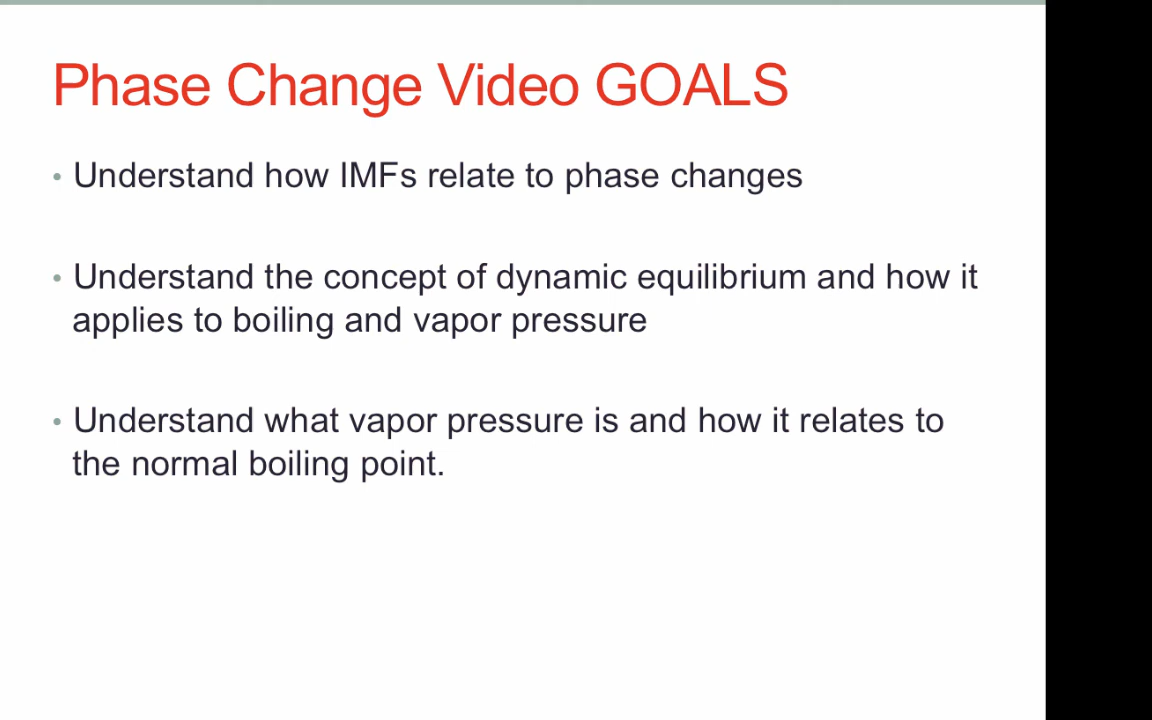 Phase Change Video GOALS
• Understand how IMFs relate to phase changes
• Understand the concept of dynamic equilibrium and how it
applies to boiling and vapor pressure
• Understand what vapor pressure is and how it relates to
the normal boiling point.